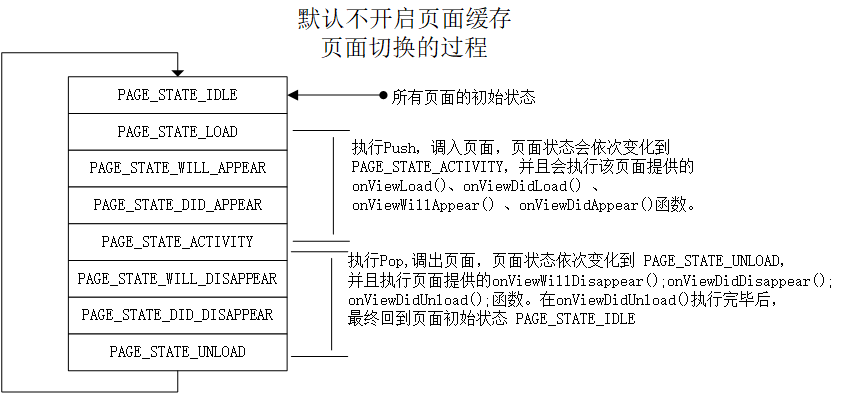 默认不开启页面缓存
页面切换的过程
PAGE_STATE_IDLE
所有页面的初始状态
PAGE_STATE_LOAD
PAGE_STATE_WILL_APPEAR
PAGE_STATE_DID_APPEAR
PAGE_STATE_ACTIVITY
执行Push，调入页面，页面状态会依次变化到
PAGE_STATE_ACTIVITY，并且会执行该页面提供的
onViewLoad()、onViewDidLoad() 、
onViewWillAppear() 、onViewDidAppear()函数。
PAGE_STATE_WILL_DISAPPEAR
PAGE_STATE_DID_DISAPPEAR
PAGE_STATE_UNLOAD
执行Pop,调出页面，页面状态依次变化到 PAGE_STATE_UNLOAD，
并且执行页面提供的onViewWillDisappear();onViewDidDisappear();
onViewDidUnload();函数。在onViewDidUnload()执行完毕后，
最终回到页面初始状态 PAGE_STATE_IDLE